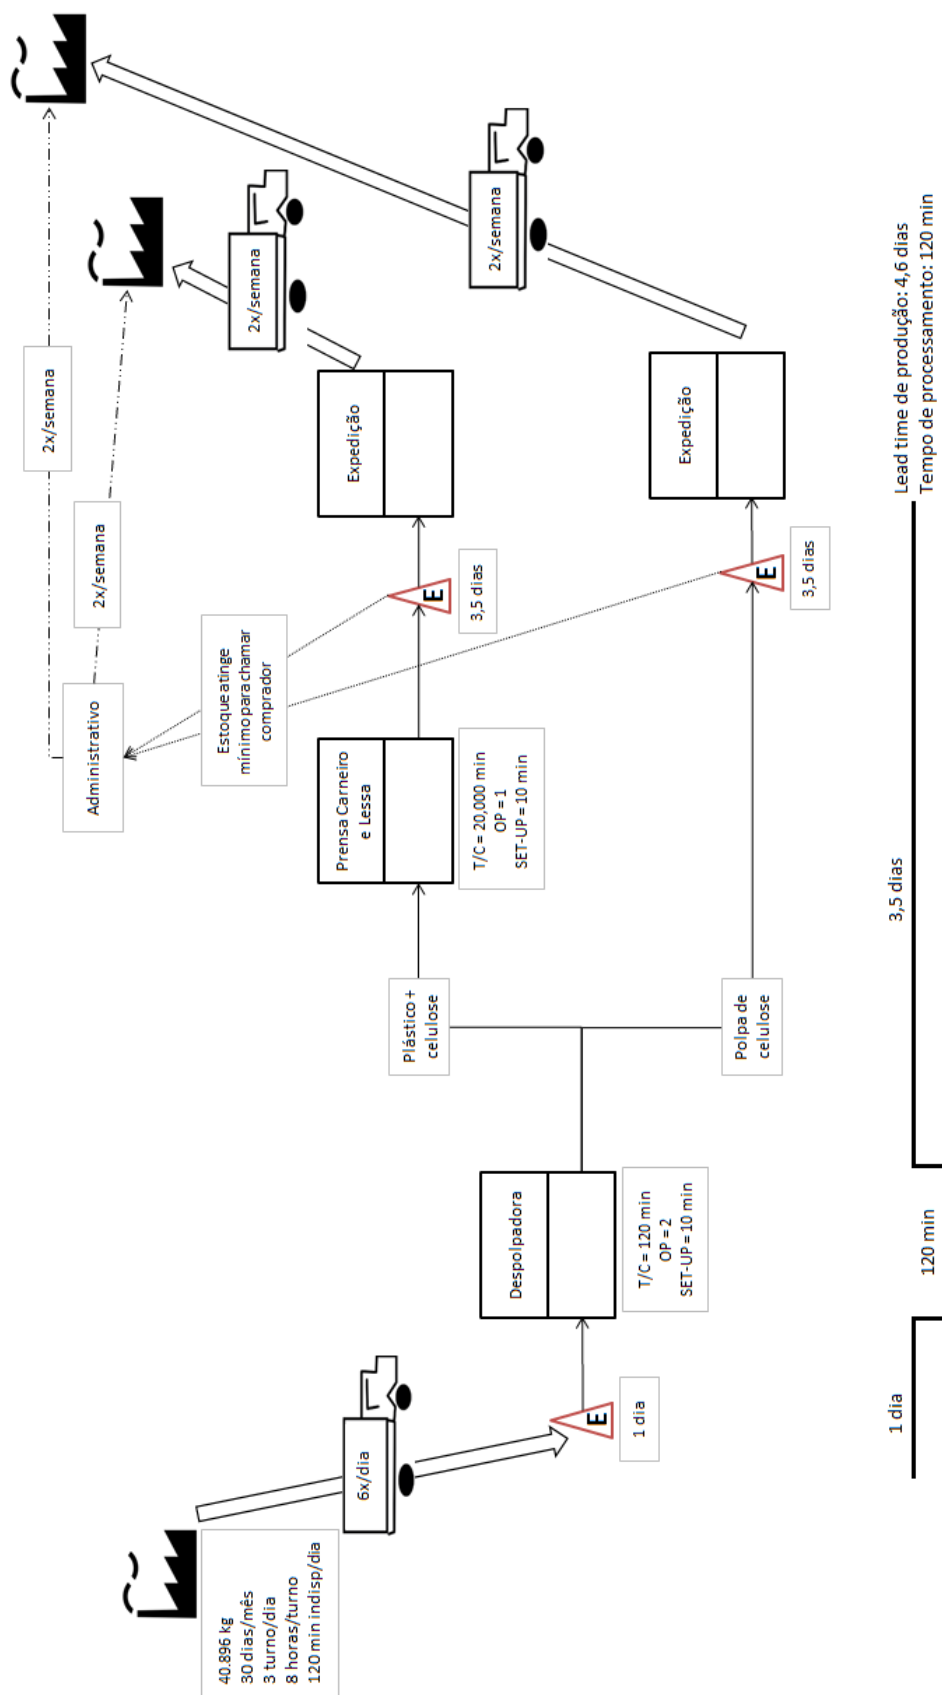 40.896 kg
30 dias/mês
3 turno/dia
8 horas/turno
120 min indisp/dia
6x/dia
E
1 dia
Despolpadora
T/C = 120 min
OP = 2
SET-UP = 10 min
Plástico +
celulose
Polpa de
celulose
Prensa Carneiro
e Lessa
T/C = 20,000 min
OP = 1
SET-UP = 10 min
Administrativo
Estoque atinge
mínimo para chamar
comprador
2x/semana
2x/semana
E
3,5 dias
E
3,5 dias
Expedição
Expedição
2x/semana
2x/semana
1 dia
120 min
3,5 dias
Lead time de produção: 4,6 dias
Tempo de processamento: 120 min